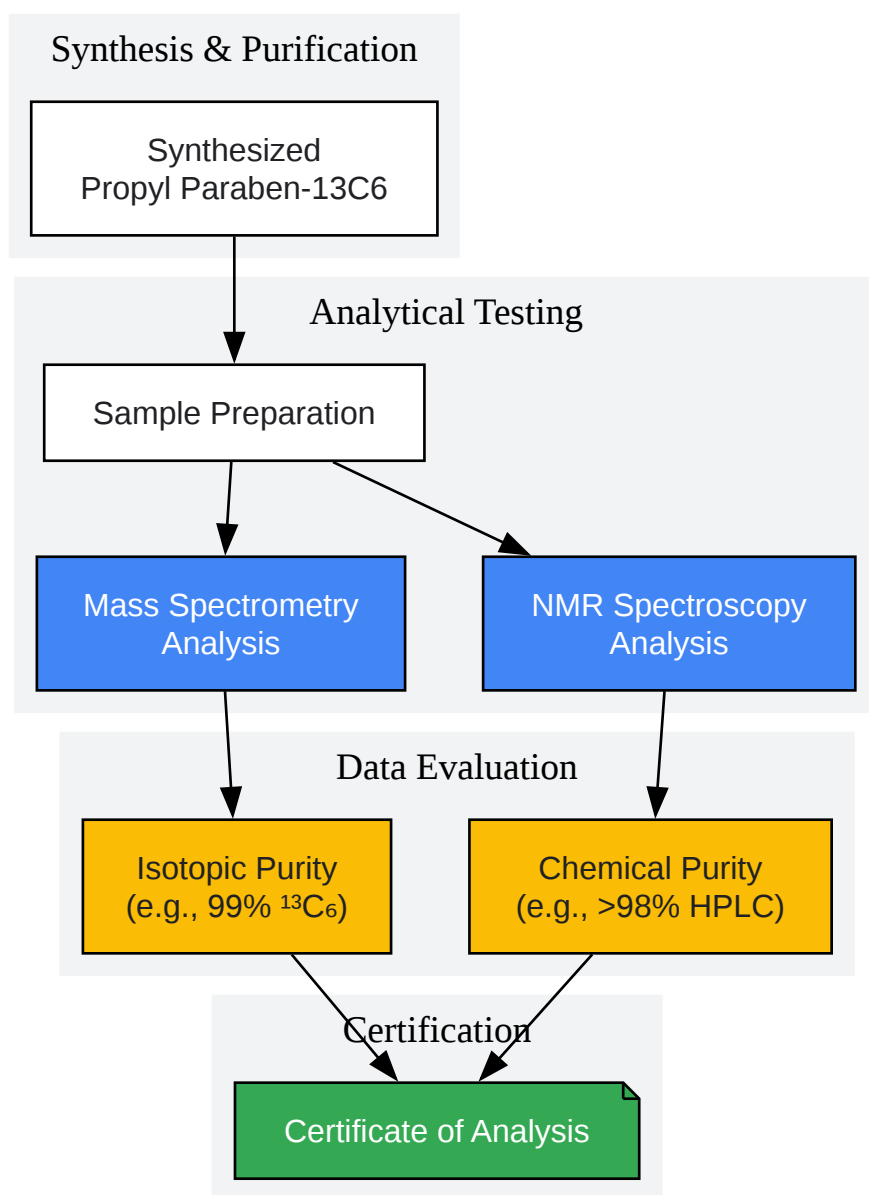 Synthesis & Purification
Synthesized
Propyl Paraben-13C6
Analytical Testing
Sample Preparation
Mass Spectrometry
Analysis
NMR Spectroscopy
Analysis
Data Evaluation
Isotopic Purity
(e.g., 99% ¹³C₆)
Chemical Purity
(e.g., >98% HPLC)
Certification
Certificate of Analysis